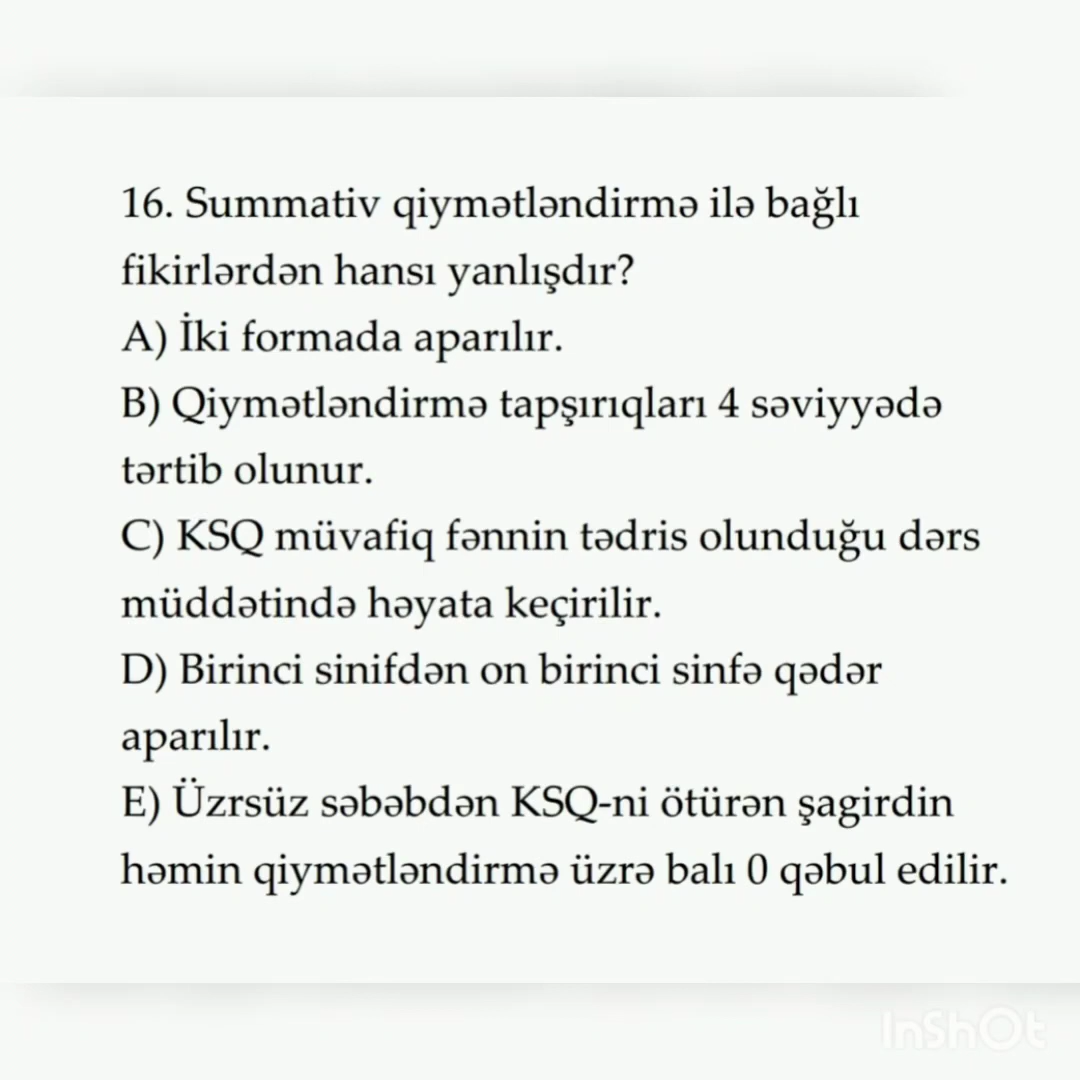 16. Summativ qiymətləndirmə ilə bağlı
fikirlərdən hansı yanlışdır?
A) İki formada aparılır.
B) Qiymətləndirmə tapşırıqları 4 səviyyədə
tərtib olunur.
C) KSQ müvafiq fənnin tədris olunduğu dərs
müddətində həyata keçirilir.
D) Birinci sinifdən on birinci sinfə qədər
aparılır.
E) Üzrsüz səbəbdən KSQ-ni ötürən şagirdin
həmin qiymətləndirmə üzrə balı 0 qəbul edilir.
InShOt